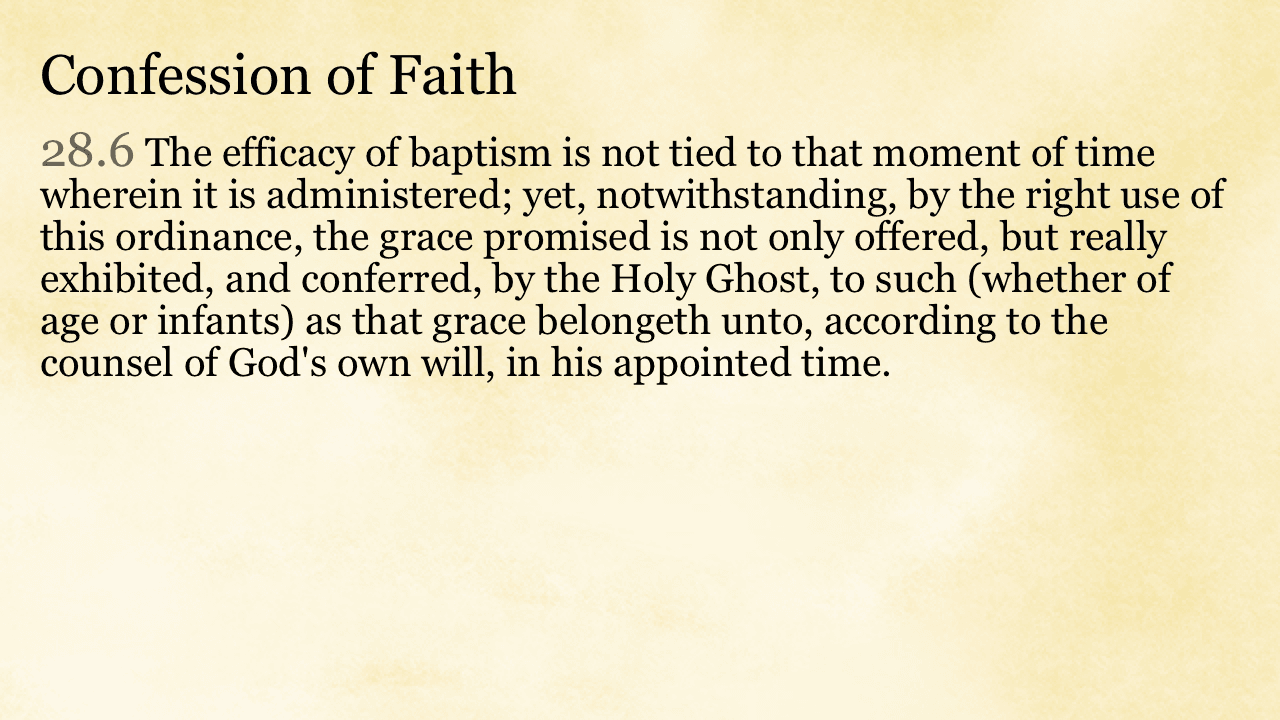 Confession of Faith
28.6 The efficacy of baptism is not tied to that moment of time
wherein it is administered; yet, notwithstanding, by the right use of
this ordinance, the grace promised is not only offered, but really
exhibited, and conferred, by the Holy Ghost, to such (whether of
age or infants) as that grace belongeth unto, according to the
counsel of God's own will, in his appointed time.